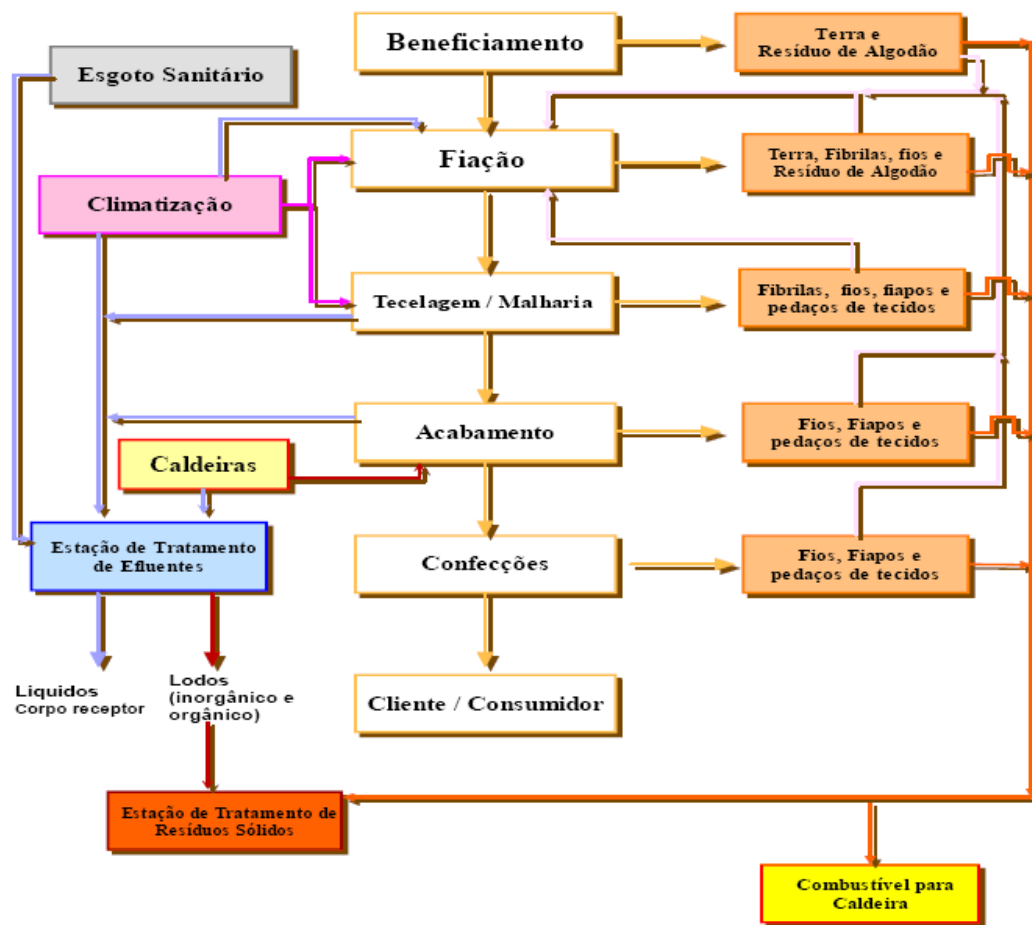 Beneficiamento
Terra e
Resíduo de Algodão
Esgoto Sanitário
Fiação
Terra, Fibrilas, fios e
Resíduo de Algodão
Climatização
Tecelagem / Malharia
Fibrilas, fios, fiapos e
pedaços de tecidos
Acabamento
Fios, Fiapos e
pedaços de tecidos
Caldeiras
Estação de Tratamento
de Efluentes
Confecções
Fios, Fiapos e
pedaços de tecidos
Liquidos
Corpo receptor
Lodos
(inorgânico e
orgânico)
Cliente / Consumidor
Estação de Tratamento de
Resíduos Sólidos
Combustível para
Caldeira